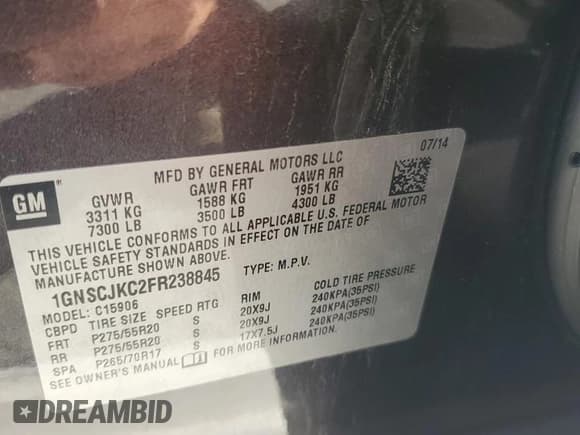 07/14
MFD BY GENERAL MOTORS LLC
GM
GVWR GAWR FRT GAWR RR
3311 KG 1588 KG 1951 KG
7300 LB 3500 LB 4300 LB
THIS VEHICLE CONFORMS TO ALL APPLICABLE U.S. FEDERAL MOTOR
VEHICLE SAFETY STANDARDS IN EFFECT ON THE DATE OF
MANUFACTURE SHOWN ABOVE.
1GNSCJKC2FR238845 TYPE: M.P.V.
MODEL: C15906
CBPD TIRE SIZE SPEED RTG RIM COLD TIRE PRESSURE
FRT P275/55R20 S 20X9J 240KPA(35PSI)
RR P275/55R20 S 20X9J 240KPA(35PSI)
SPA P265/70R17 S 17X7.5J 240KPA(35PSI)
SEE OWNER'S MANUAL FOR MORE INFORMATION.
DREAMBID